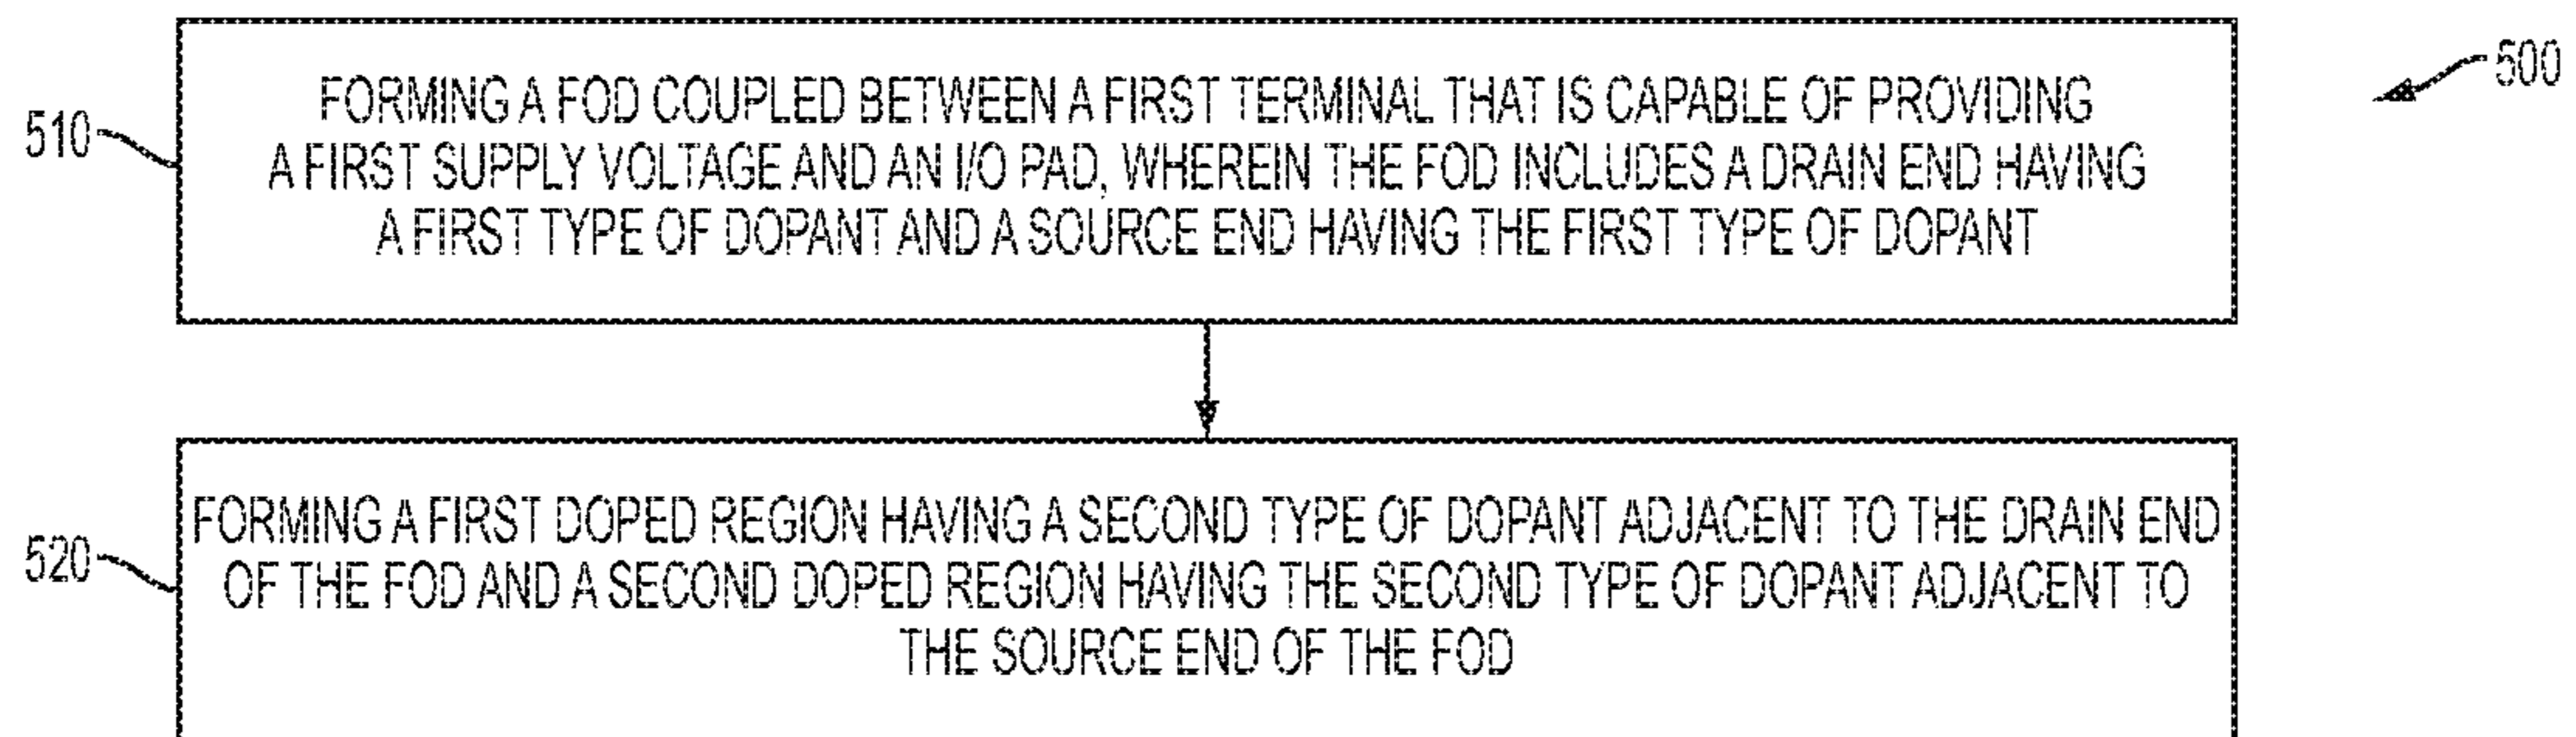 500
510
FORMING A FOD COUPLED BETWEEN A FIRST TERMINAL THAT IS CAPABLE OF PROVIDING
A FIRST SUPPLY VOLTAGE AND AN I/O PAD, WHEREIN THE FOD INCLUDES A DRAIN END HAVING
A FIRST TYPE OF DOPANT AND A SOURCE END HAVING THE FIRST TYPE OF DOPANT
520
FORMING A FIRST DOPED REGION HAVING A SECOND TYPE OF DOPANT ADJACENT TO THE DRAIN END
OF THE FOD AND A SECOND DOPED REGION HAVING THE SECOND TYPE OF DOPANT ADJACENT TO
THE SOURCE END OF THE FOD